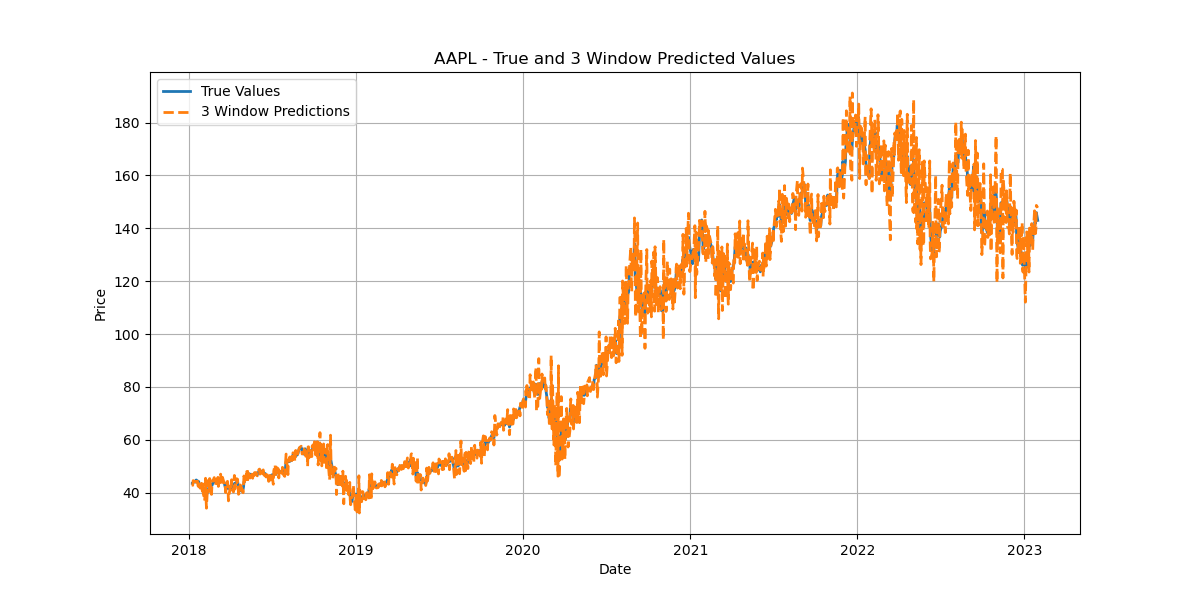 AAPL - True and 3 Window Predicted Values
True Values
3 Window Predictions
Price
180
160
140
120
100
80
60
40
2018 2019 2020 2021 2022 2023
Date